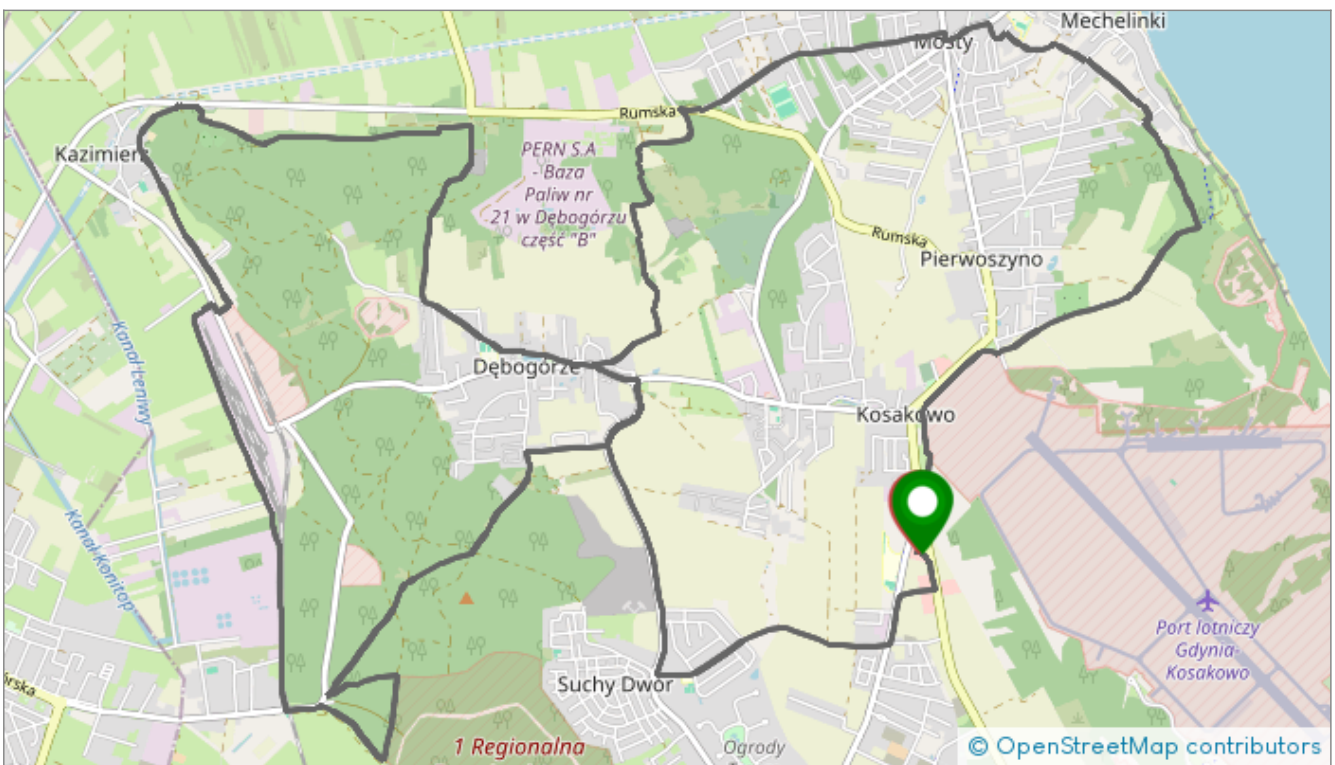 Mechelinki
Mosty
Rumska
Kazimierz
PERN S.A
- Baza
Paliw nr
21 w Dębogórzu
część "B"
Rumska
Pierwoszyno
Kanał Leniwy
Dębogórze
Kosakowo
Kanał Konitop
Port lotniczy
Gdynia-
Kosakowo
órska
Suchy Dwór
1 Regionalna
Ogrody
© OpenStreetMap contributors